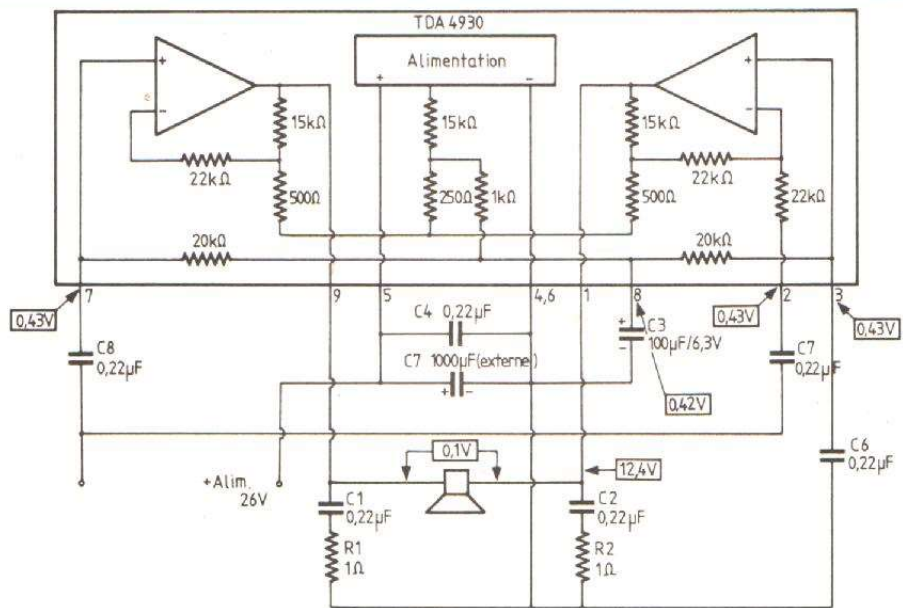 TDA 4930
Alimentation
+
-
+
-
+
-
15kΩ
15kΩ
15kΩ
22kΩ
22kΩ
500Ω
250Ω
1kΩ
500Ω
22kΩ
20kΩ
20kΩ
7
9
5
4,6
1
8
2
3
0,43V
0,43V
0,43V
C8
0,22µF
C4 0,22µF
+
-
C3
100µF/6,3V
C7 1000µF(externe)
+
-
C7
0,22µF
0,42V
0,1V
12,4V
C6
0,22µF
+Alim.
26V
C1
0,22µF
C2
0,22µF
R1
1Ω
R2
1Ω